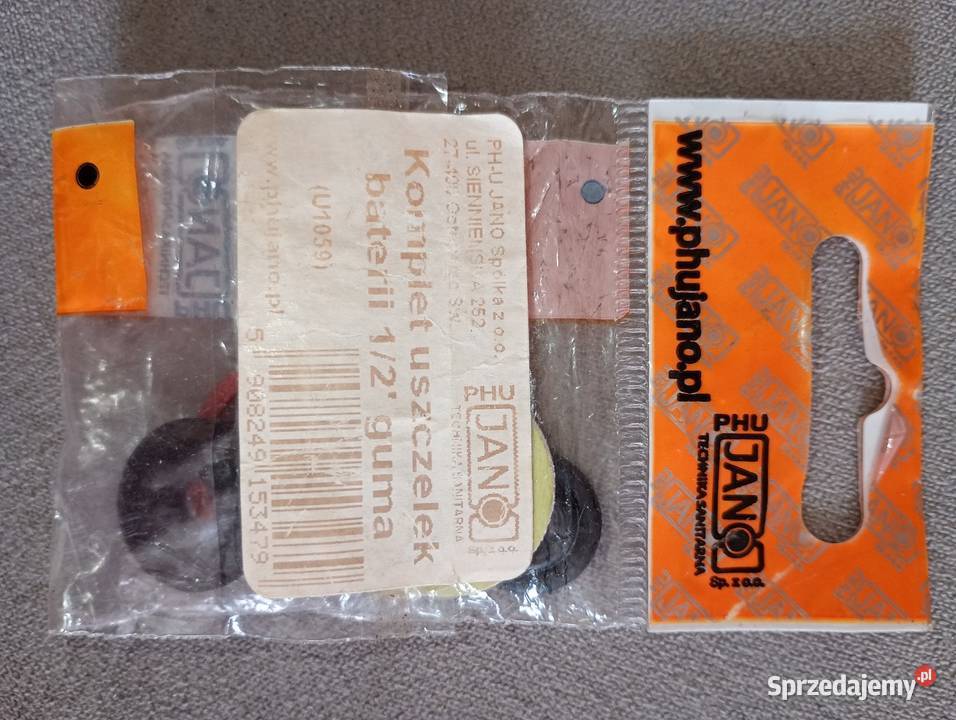 PHU JANO Spółka z o.o.
ul. SIENNIEŃSKA 252.
PHU
JANO
TECHNIKA SANITARNA
Sp. z o.o.
Komplet uszczelek
baterii 1/2' guma
(U1059)
www.phujano.pl
5 908249 153479
www.phujano.pl
PHU
JANO
TECHNIKA SANITARNA
Sp. z o.o.
Sprzedajemy.pl